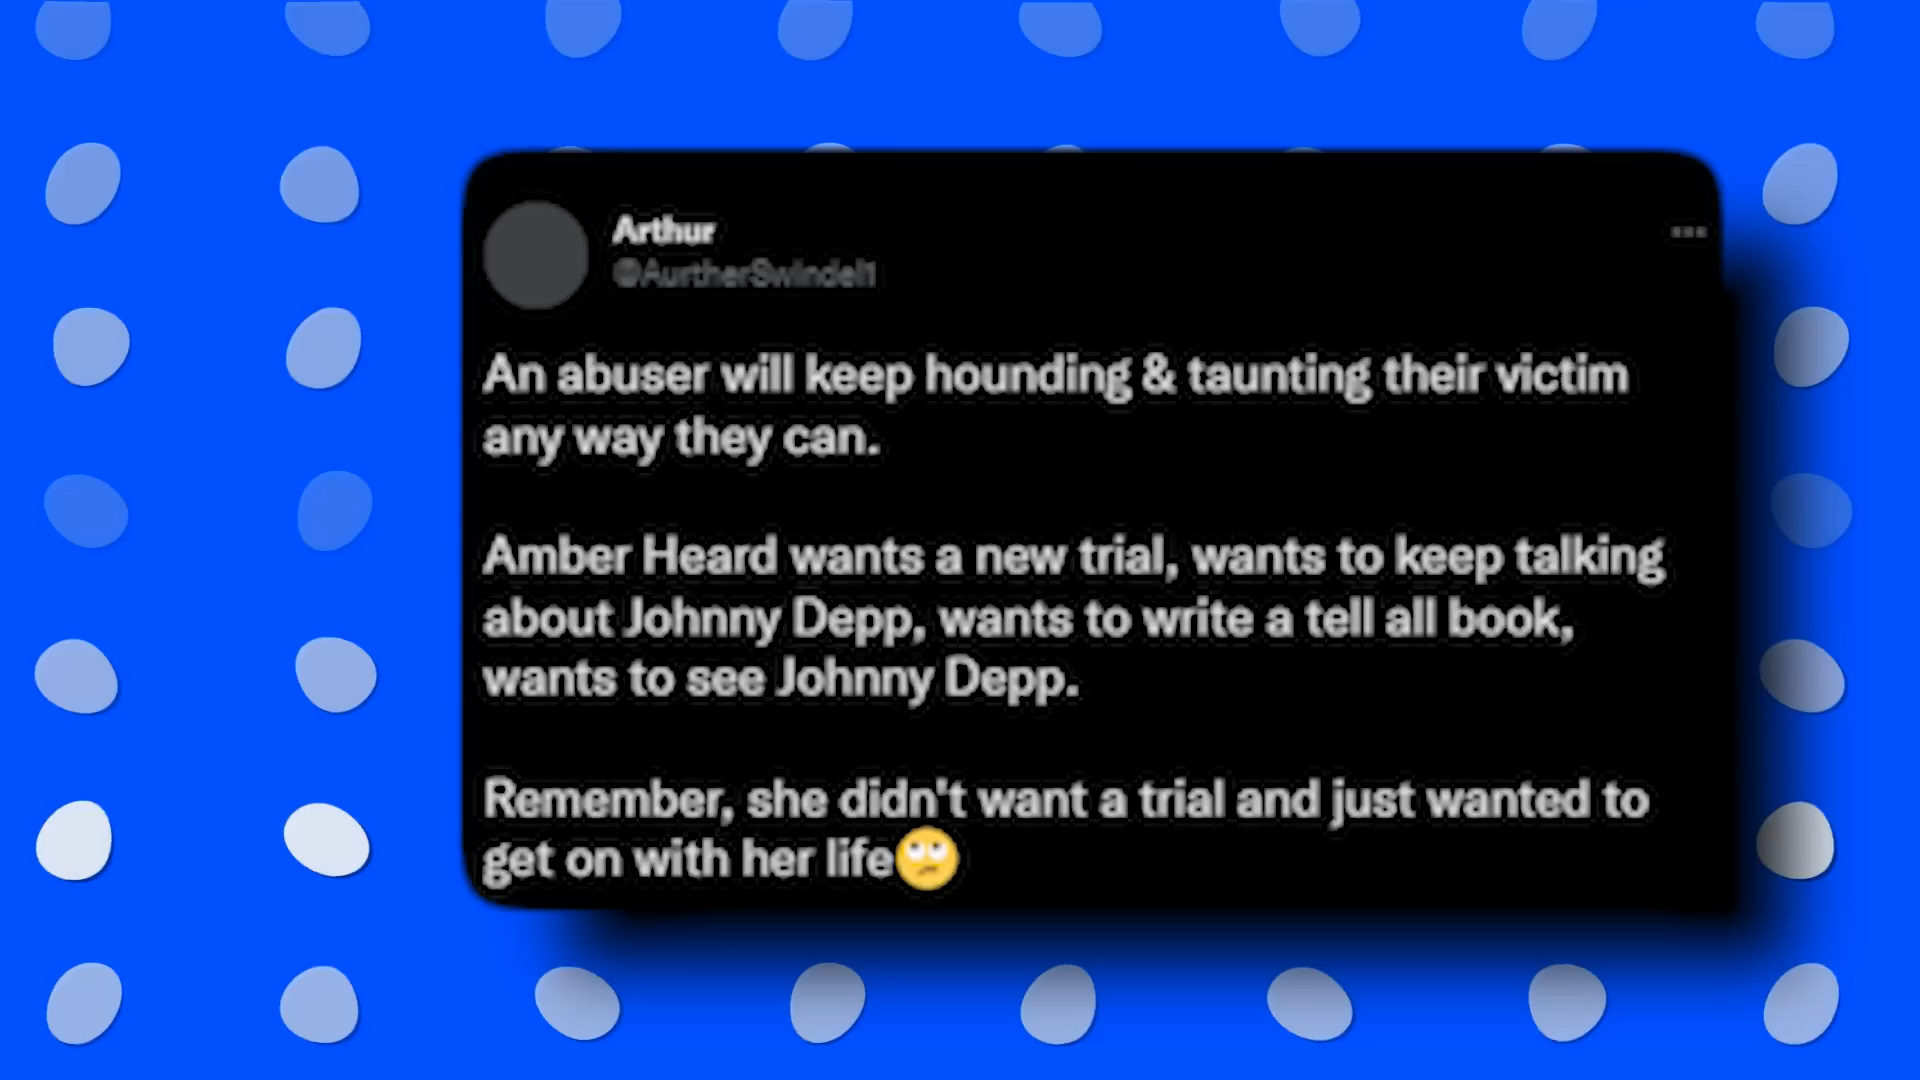 Arthur
@AurtherSwindell1
An abuser will keep hounding & taunting their victim
any way they can.
Amber Heard wants a new trial, wants to keep talking
about Johnny Depp, wants to write a tell all book,
wants to see Johnny Depp.
Remember, she didn't want a trial and just wanted to
get on with her life🙄